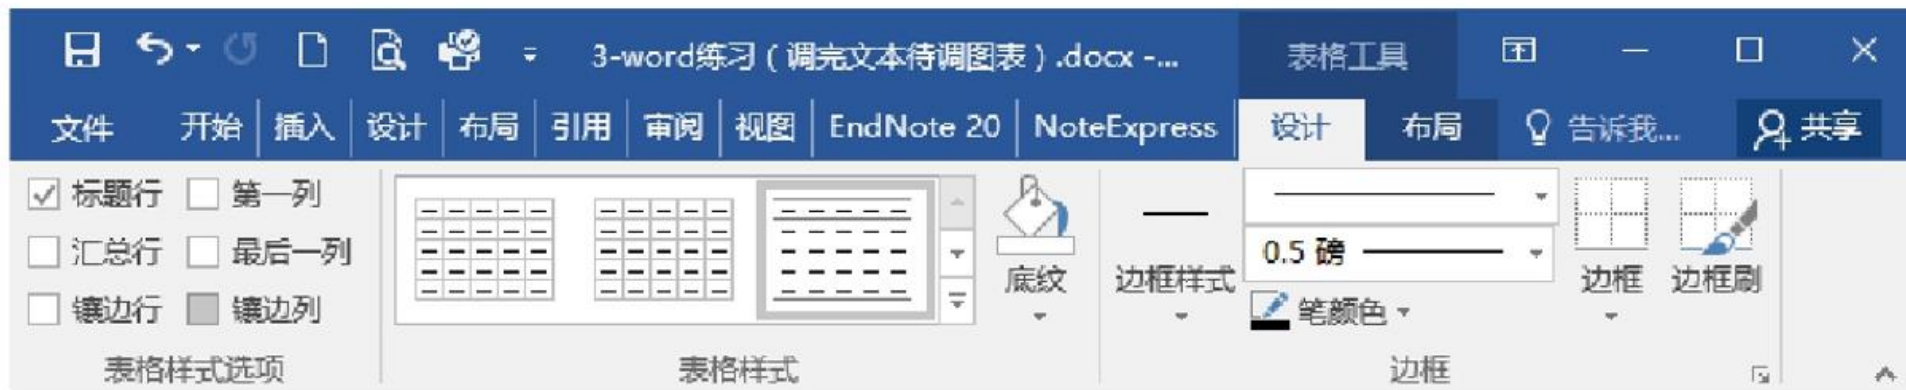 3-word练习(调完文本待调图表).docx -... 表格工具
文件 开始 插入 设计 布局 引用 审阅 视图 EndNote 20 NoteExpress 设计 布局 告诉我... 共享
标题行 第一列
汇总行 最后一列
镶边行 镶边列
表格样式选项
底纹
表格样式
边框样式
0.5 磅
笔颜色
边框 边框刷
边框